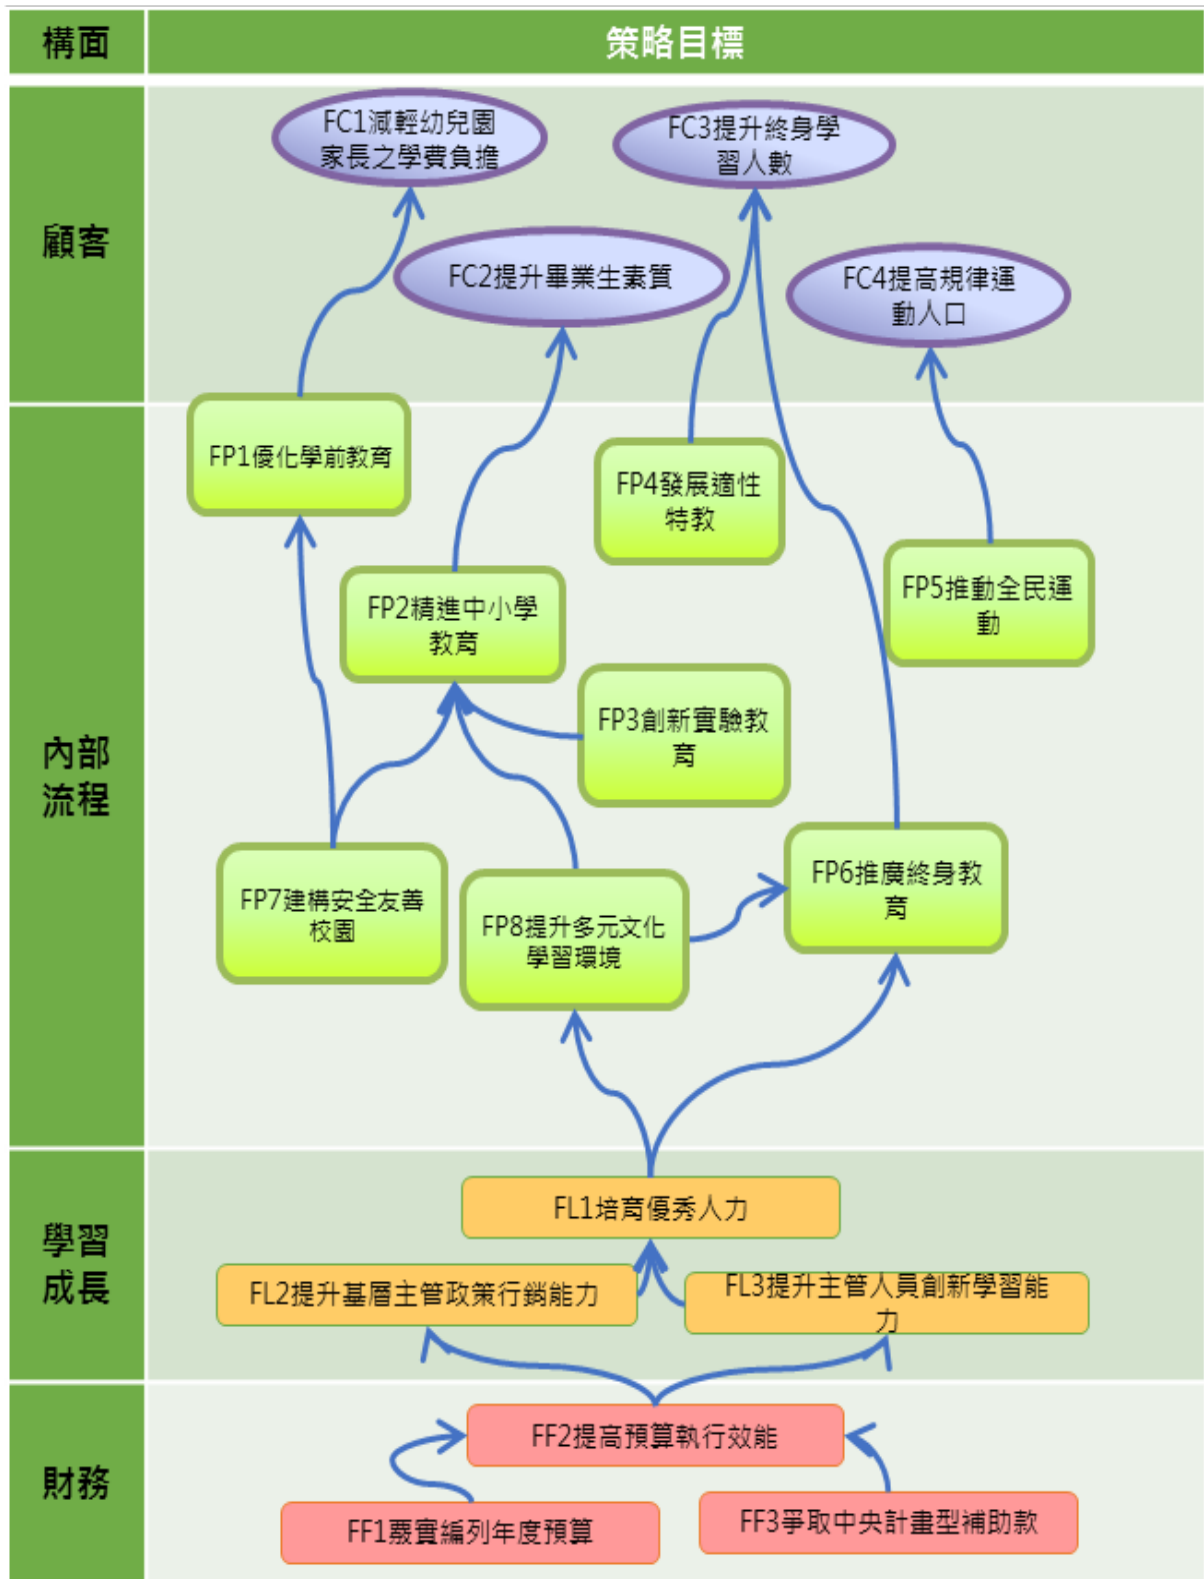 構面
策略目標
顧客
FC1減輕幼兒園
家長之學費負擔
FC3提升終身學
習人數
FC2提升畢業生素質
FC4提高規律運
動人口
內部
流程
FP1優化學前教育
FP4發展適性
特教
FP2精進中小學
教育
FP5推動全民運
動
FP3創新實驗教
育
FP7建構安全友善
校園
FP8提升多元文化
學習環境
FP6推廣終身教
育
學習
成長
FL1培育優秀人力
FL2提升基層主管政策行銷能力
FL3提升主管人員創新學習能
力
財務
FF2提高預算執行效能
FF1覈實編列年度預算
FF3爭取中央計畫型補助款